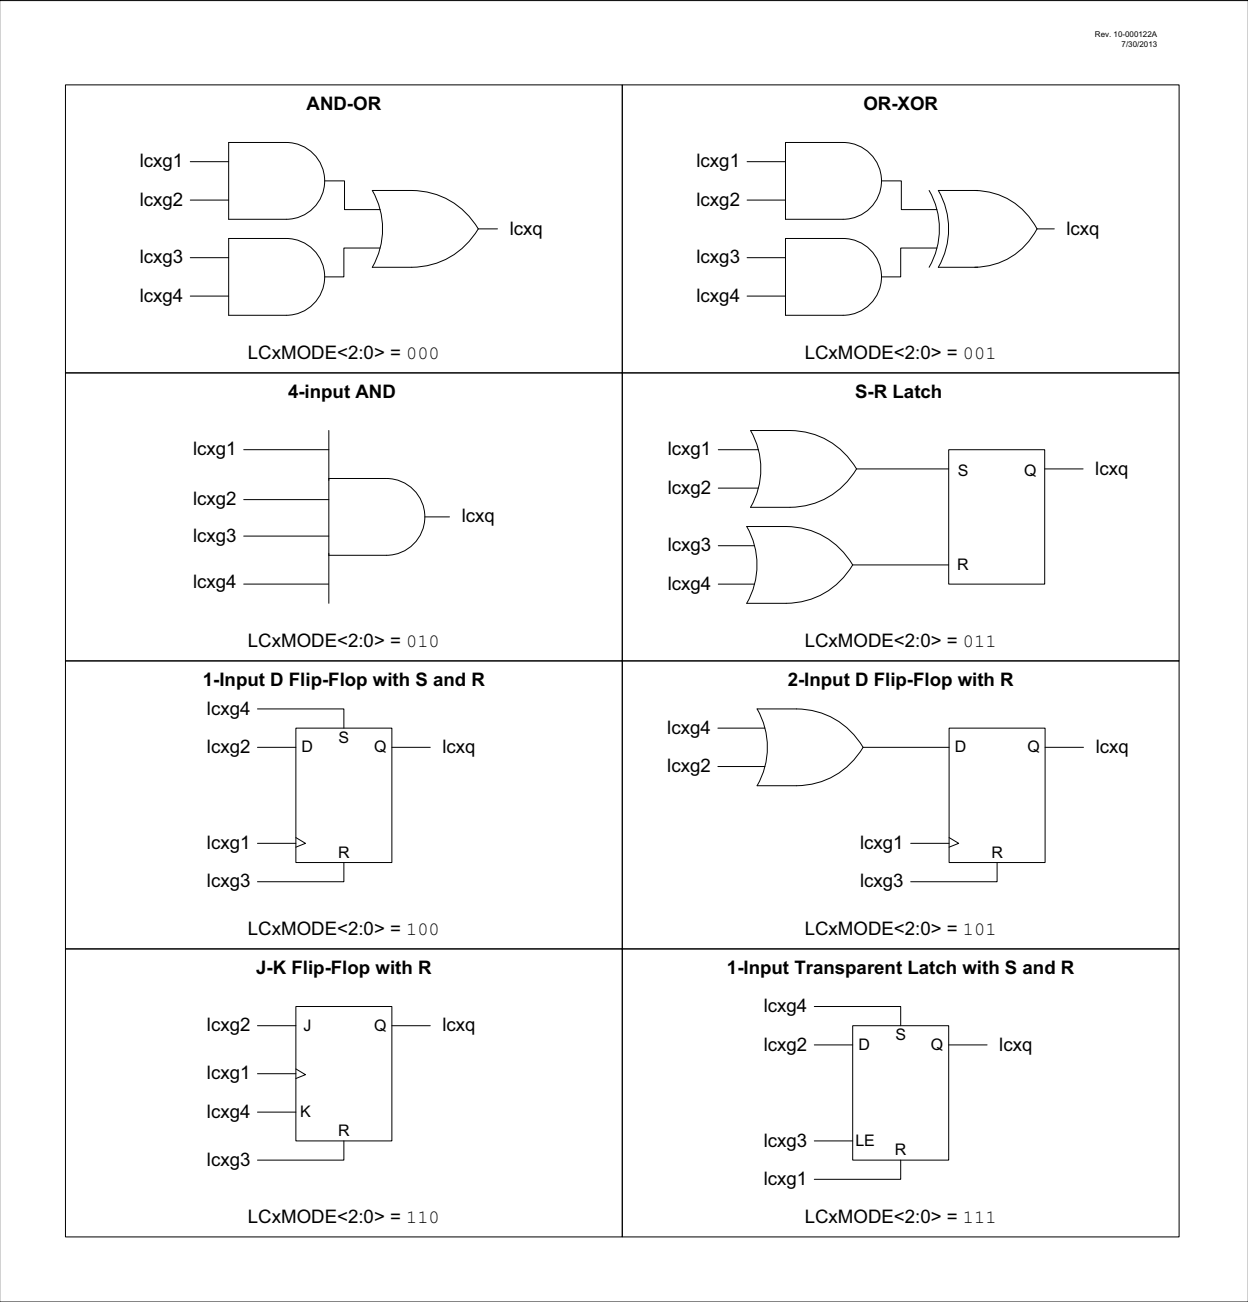 Rev. 10-000122A
7/30/2013
AND-OR
lcxg1
lcxg2
lcxg3
lcxg4
lcxq
LCxMODE<2:0> = 000
OR-XOR
lcxg1
lcxg2
lcxg3
lcxg4
lcxq
LCxMODE<2:0> = 001
4-input AND
lcxg1
lcxg2
lcxg3
lcxg4
lcxq
LCxMODE<2:0> = 010
S-R Latch
lcxg1
lcxg2
lcxg3
lcxg4
S Q lcxq
R
LCxMODE<2:0> = 011
1-Input D Flip-Flop with S and R
lcxg4
S
lcxg2 D Q lcxq
lcxg1
R
lcxg3
LCxMODE<2:0> = 100
2-Input D Flip-Flop with R
lcxg4
lcxg2
D Q lcxq
lcxg1
R
lcxg3
LCxMODE<2:0> = 101
J-K Flip-Flop with R
lcxg2 J Q lcxq
lcxg1
lcxg4 K
R
lcxg3
LCxMODE<2:0> = 110
1-Input Transparent Latch with S and R
lcxg4
S
lcxg2 D Q lcxq
lcxg3 LE
R
lcxg1
LCxMODE<2:0> = 111